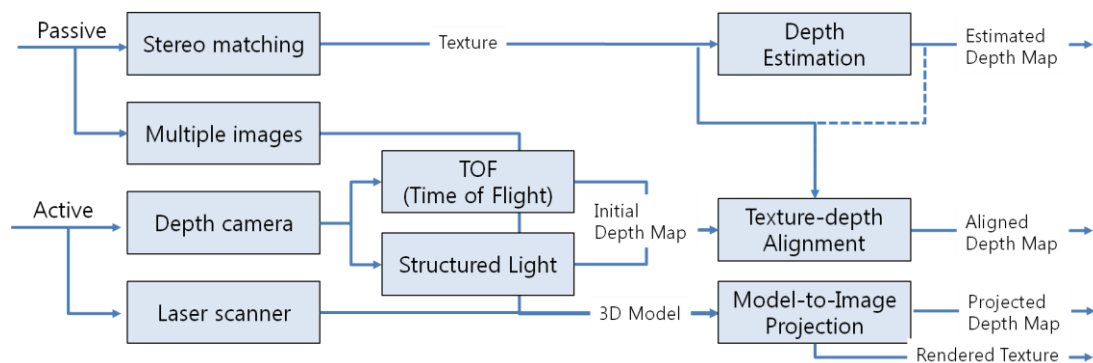 Passive
Stereo matching
Texture
Depth
Estimation
Estimated
Depth Map
Multiple images
TOF
(Time of Flight)
Active
Depth camera
Initial
Depth Map
Texture-depth
Alignment
Aligned
Depth Map
Structured Light
Laser scanner
3D Model
Model-to-Image
Projection
Projected
Depth Map
Rendered Texture